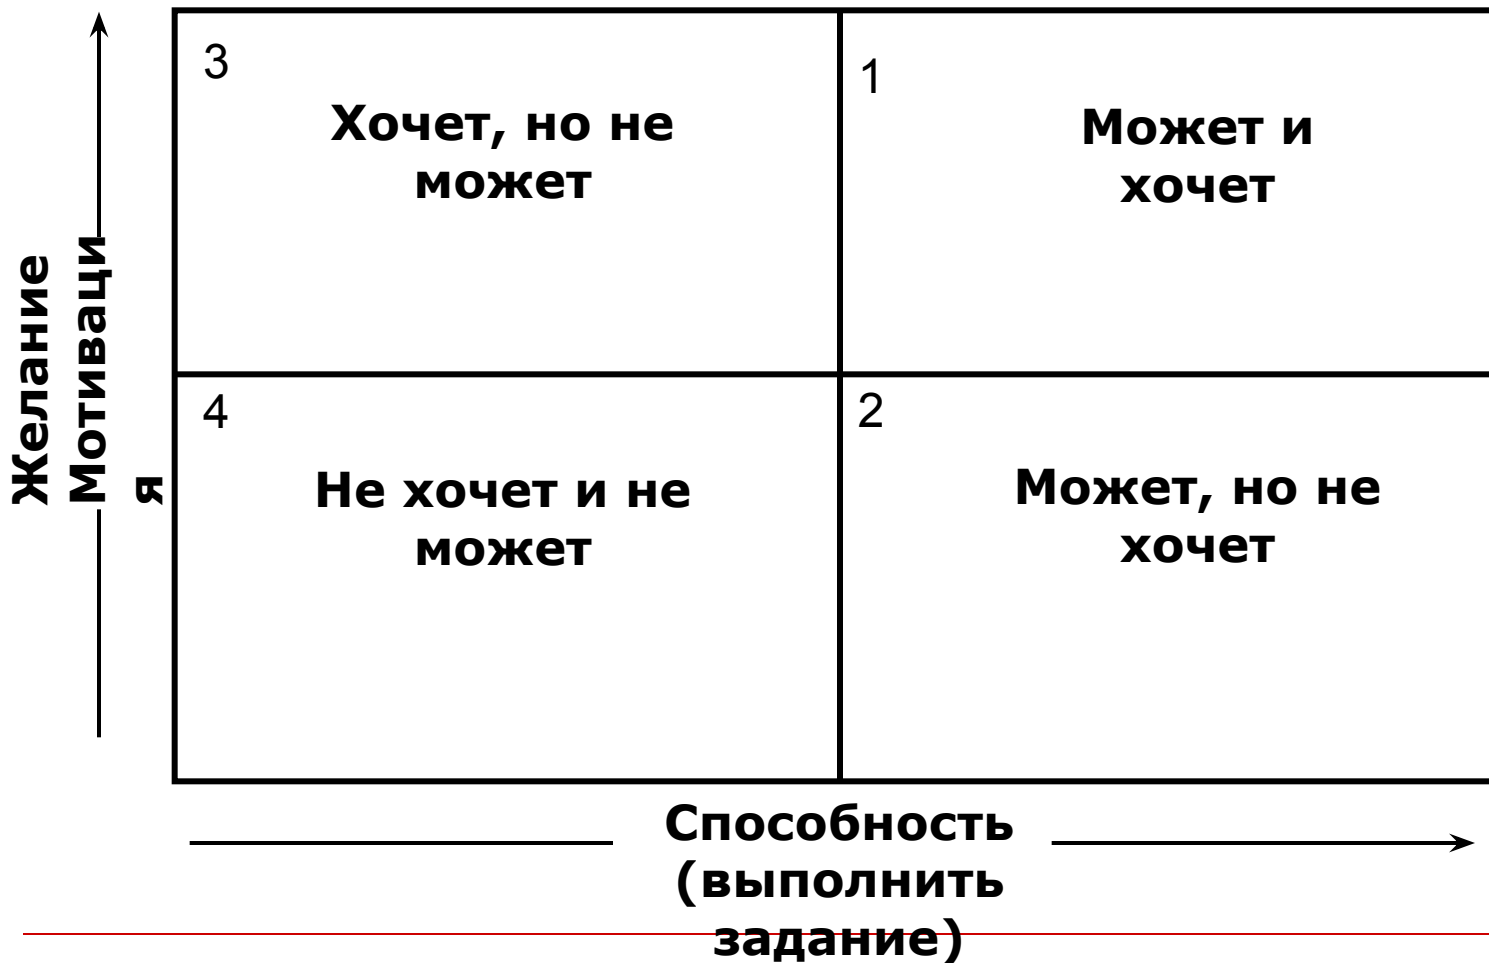 3
Хочет, но не
может
1
Может и
хочет
Желание
Мотиваци
я
4
Не хочет и не
может
2
Может, но не
хочет
Способность
(выполнить
задание)